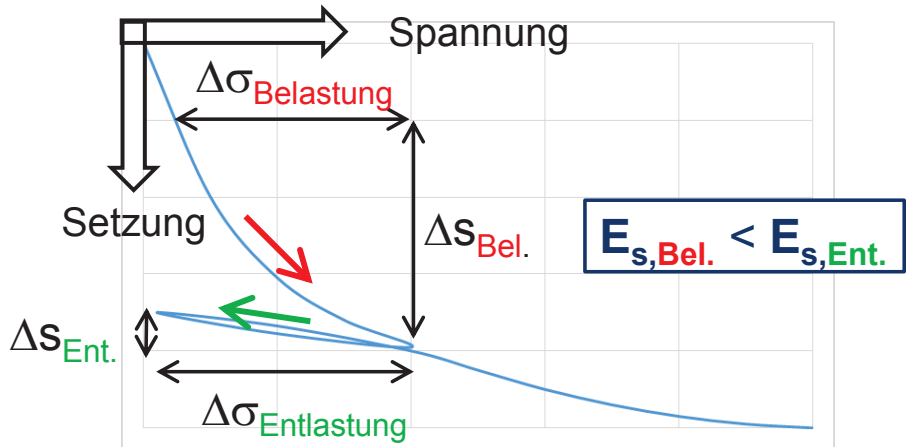 Spannung
Δσ_Belastung
Setzung
Δs_Bel.
E_s,Bel. < E_s,Ent.
Δs_Ent.
Δσ_Entlastung